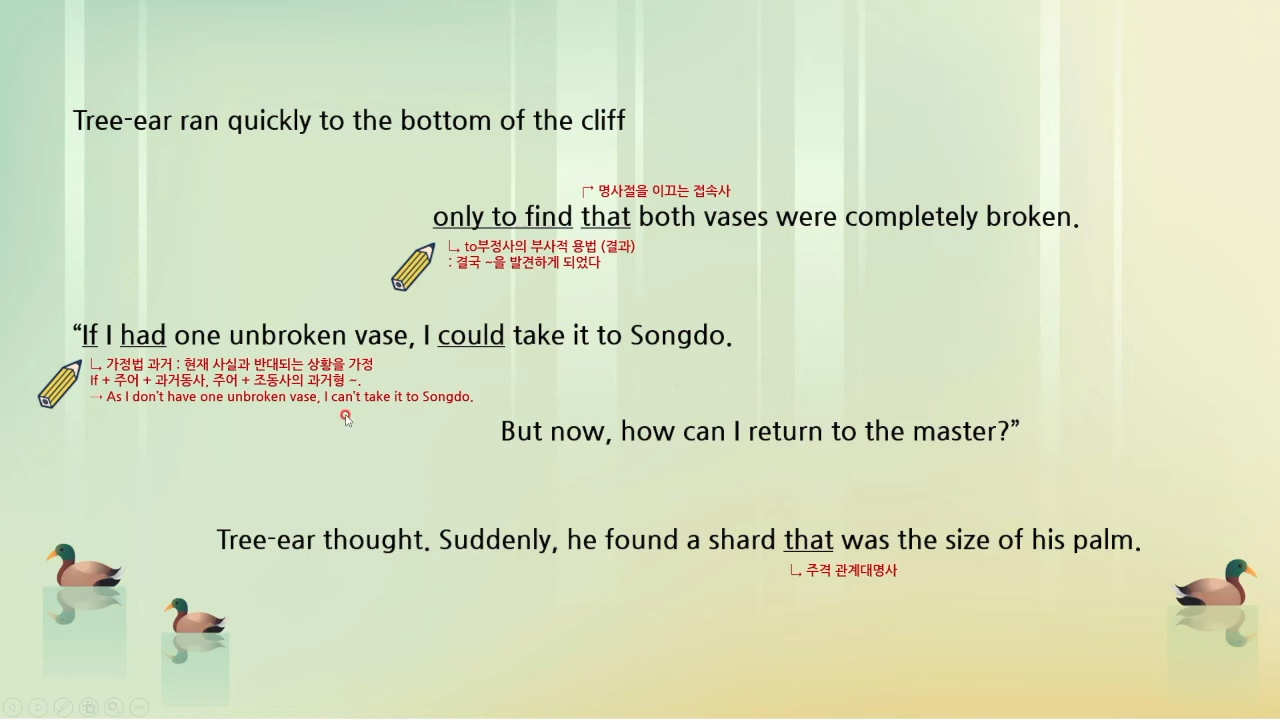 Tree-ear ran quickly to the bottom of the cliff
명사절을 이끄는 접속사
only to find that both vases were completely broken.
to부정사의 부사적 용법 (결과)
: 결국 ~을 발견하게 되었다
“If I had one unbroken vase, I could take it to Songdo.
가정법 과거 : 현재 사실과 반대되는 상황을 가정
If + 주어 + 과거동사, 주어 + 조동사의 과거형 ~.
→ As I don't have one unbroken vase, I can't take it to Songdo.
But now, how can I return to the master?”
Tree-ear thought. Suddenly, he found a shard that was the size of his palm.
주격 관계대명사